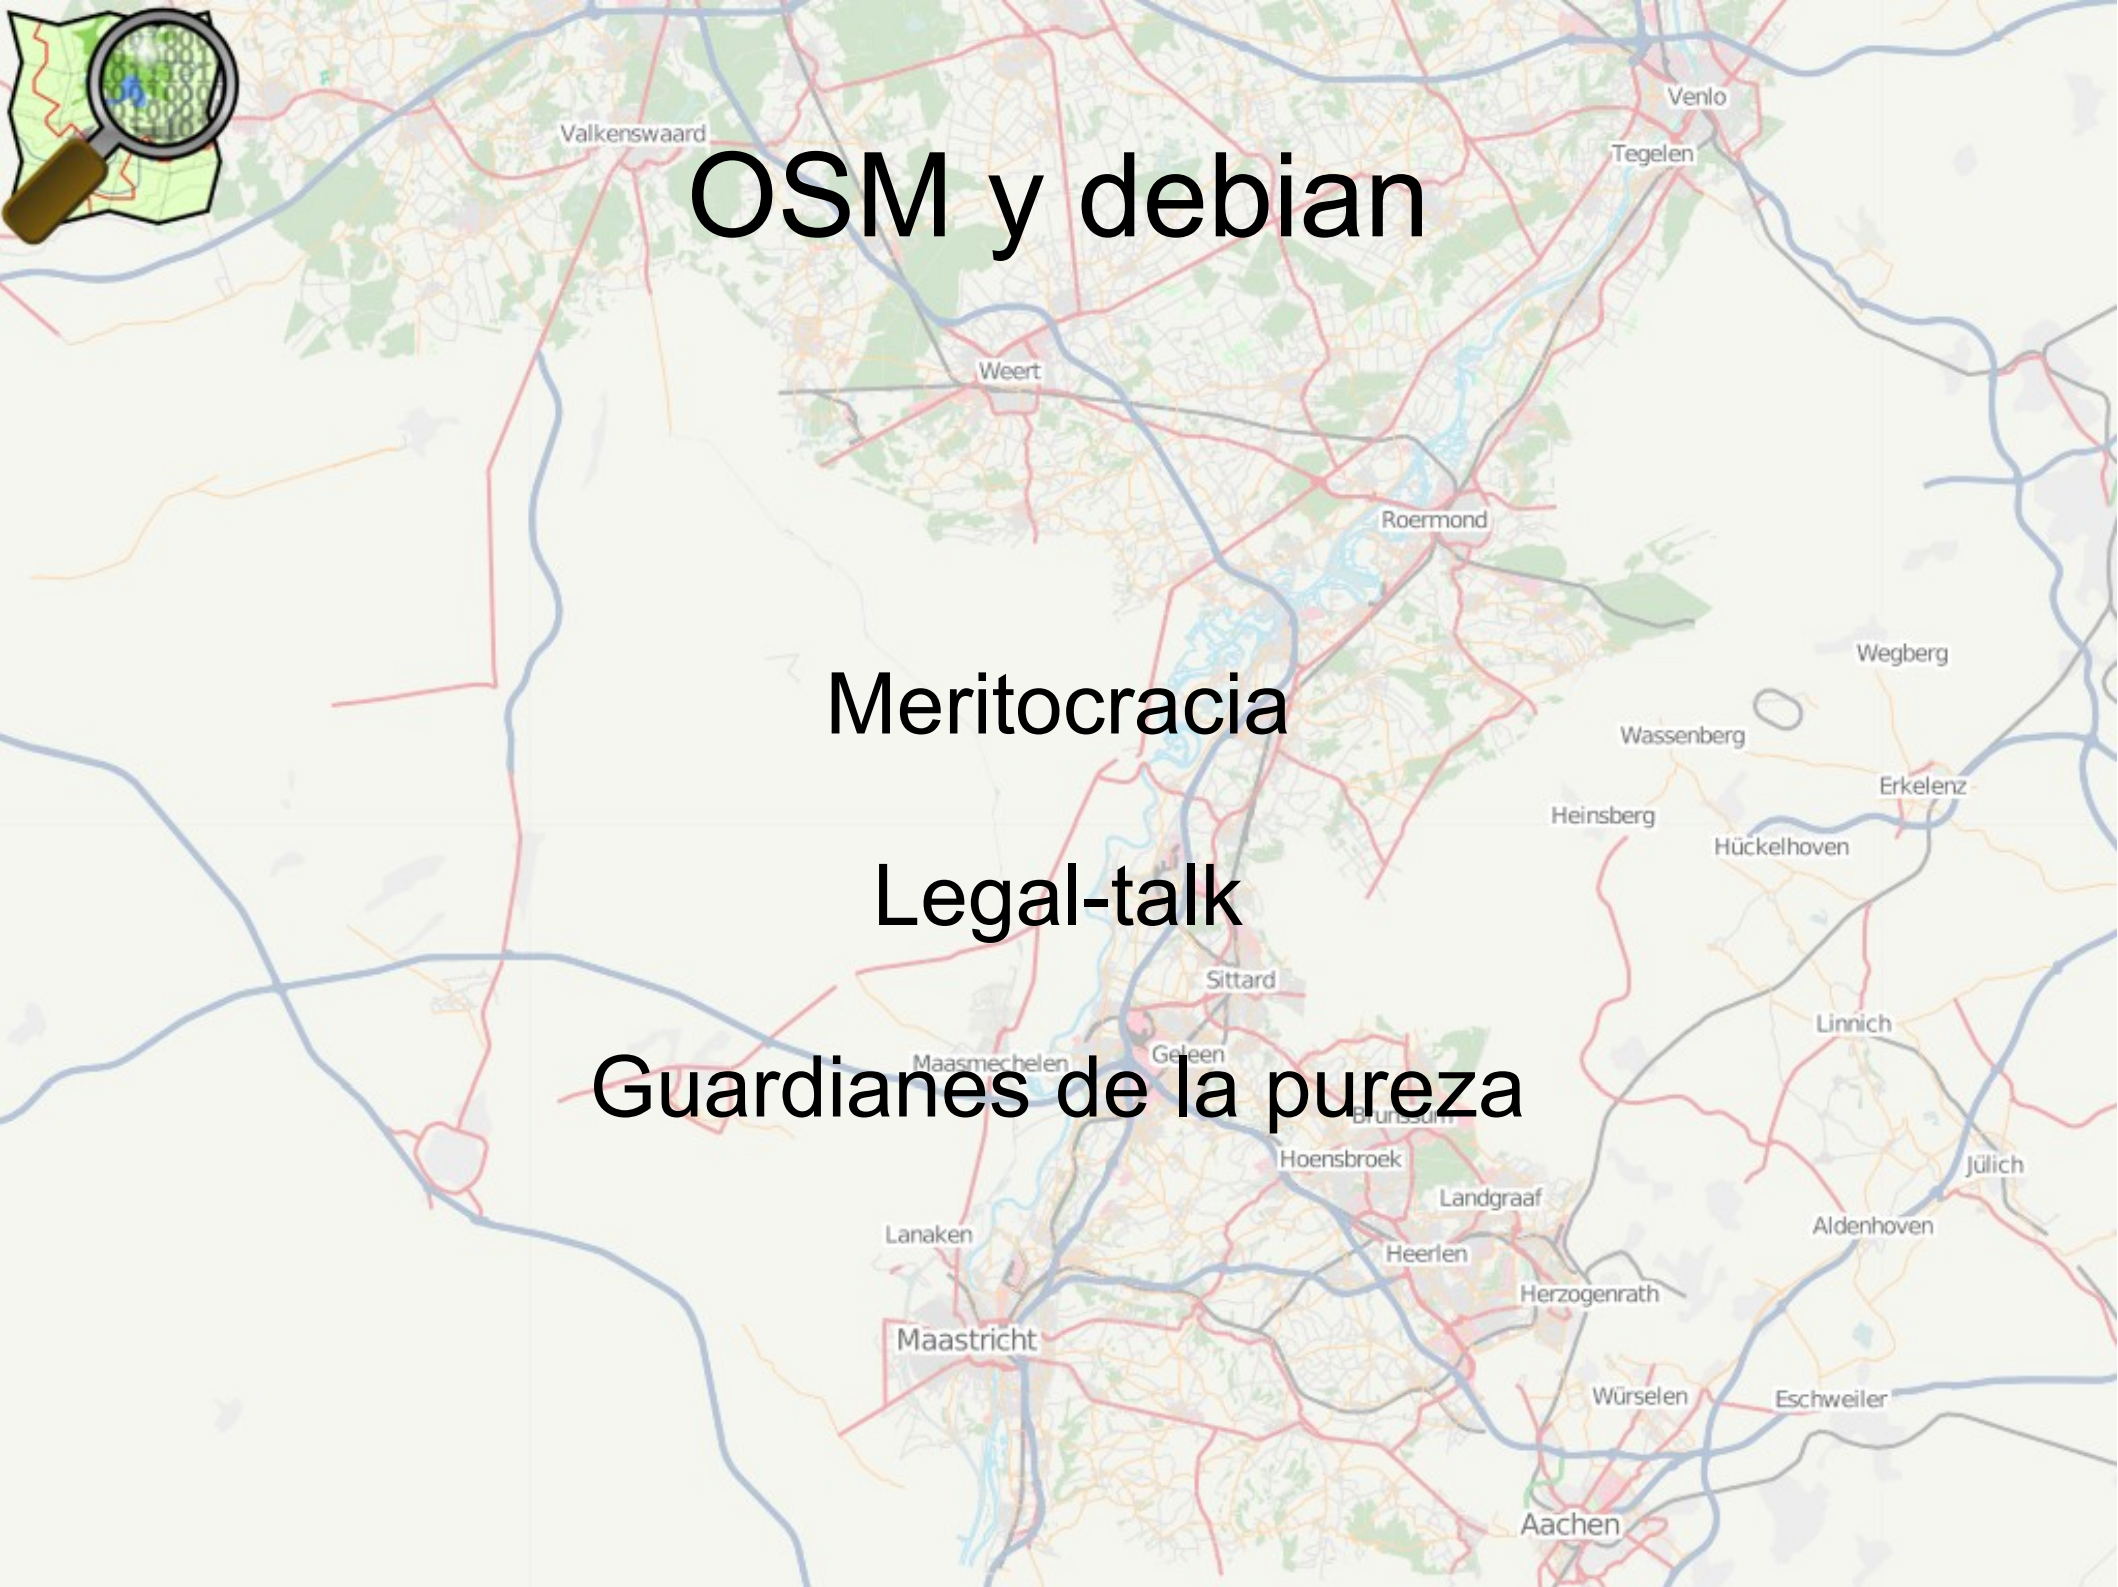 Venlo
Valkenswaard
Tegelen
OSM y debian
Weert
Roermond
Wegberg
Meritocracia
Wassenberg
Erkelenz
Heinsberg
Hückelhoven
Legal-talk
Sittard
Linnich
Geleen
Maasmechelen
Guardianes de la pureza
Brunssum
Hoensbroek
Jülich
Landgraaf
Aldenhoven
Lanaken
Heerlen
Herzogenrath
Maastricht
Würselen
Eschweiler
Aachen